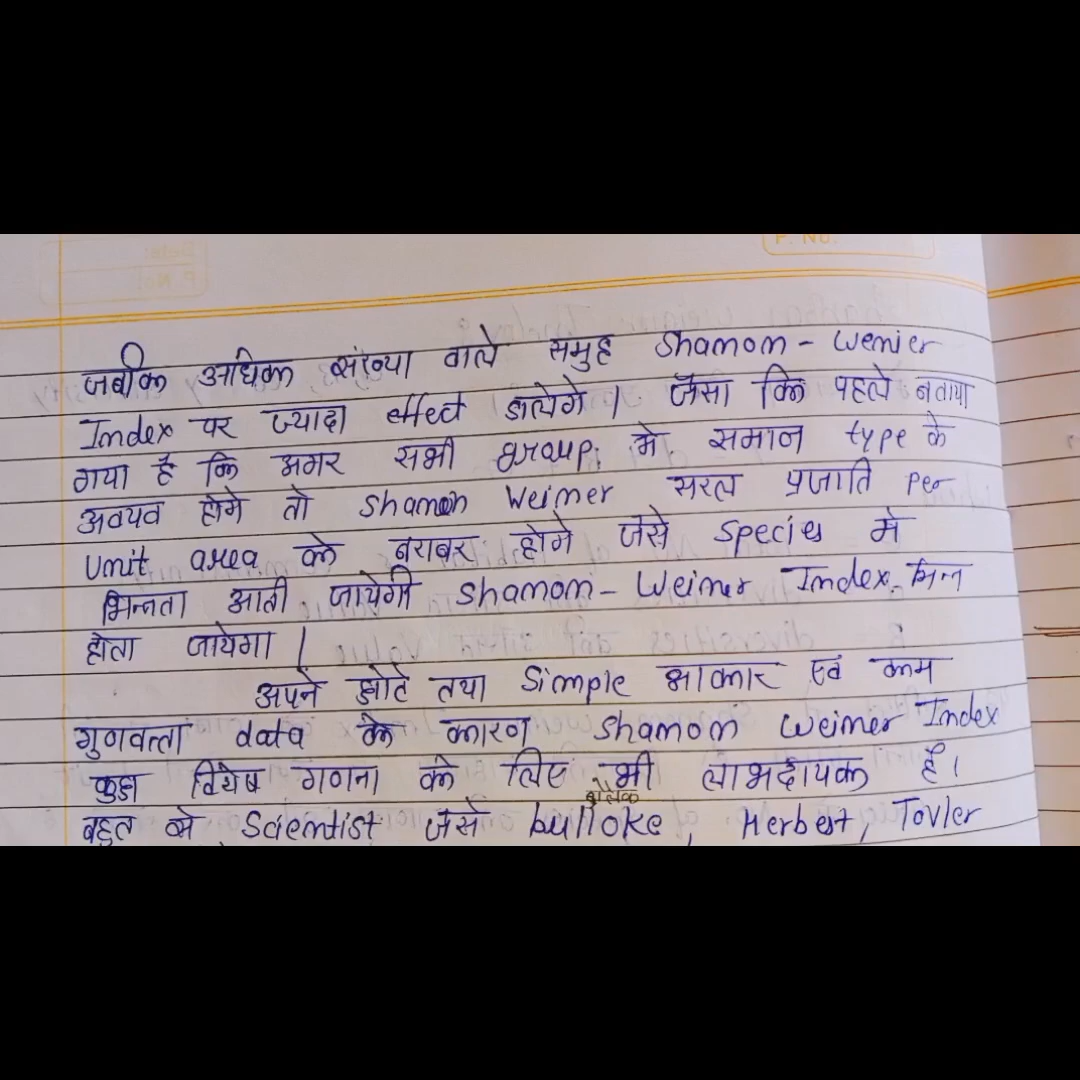 P. No.
जबकि अधिक संख्या वाले समुह Shamom - Wemier
Index पर ज्यादा effect डालेगे । जैसा कि पहले बताया
गया है कि अगर सभी group में समान type के
अवयव होगे तो Shamon Weimer सरल प्रजाति per
Unit area के बराबर होगे जैसे Species मे
भिन्नता आती जायेगी Shamom - Weimer Index भिन्न
होता जायेगा ।
अपने छोटे तथा Simple आकार एवं कम
गुणवत्ता data के कारण Shamom Weimer Index
कुछ विशेष गणना के लिए भी लाभदायक है ।
बहुत से Scientist जैसे bulloke, Herbest, Tovler